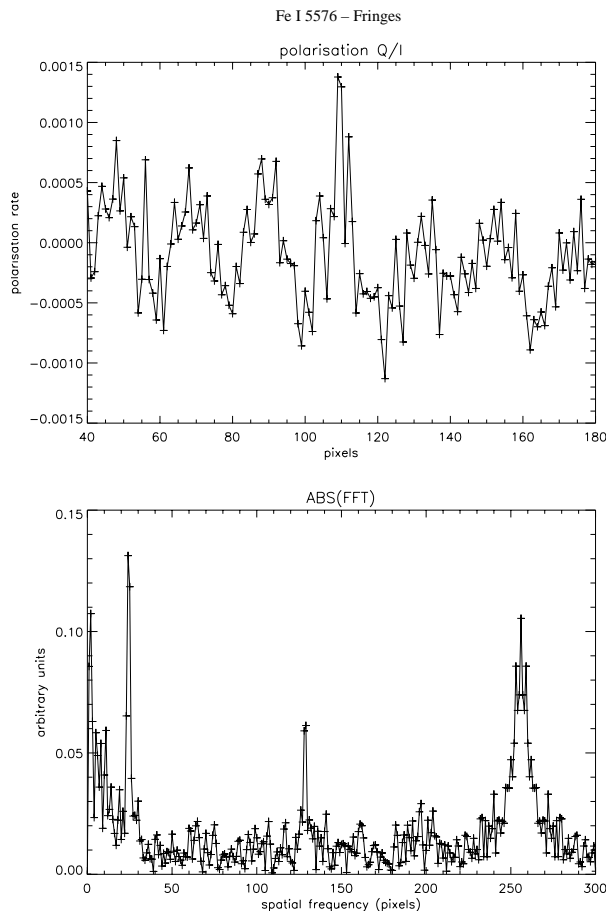 Fe I 5576 – Fringes
polarisation Q/I
0.0015
0.0010
0.0005
0.0000
−0.0005
−0.0010
−0.0015
polarisation rate
40 60 80 100 120 140 160 180
pixels
ABS(FFT)
0.15
0.10
0.05
0.00
arbitrary units
0 50 100 150 200 250 300
spatial frequency (pixels)